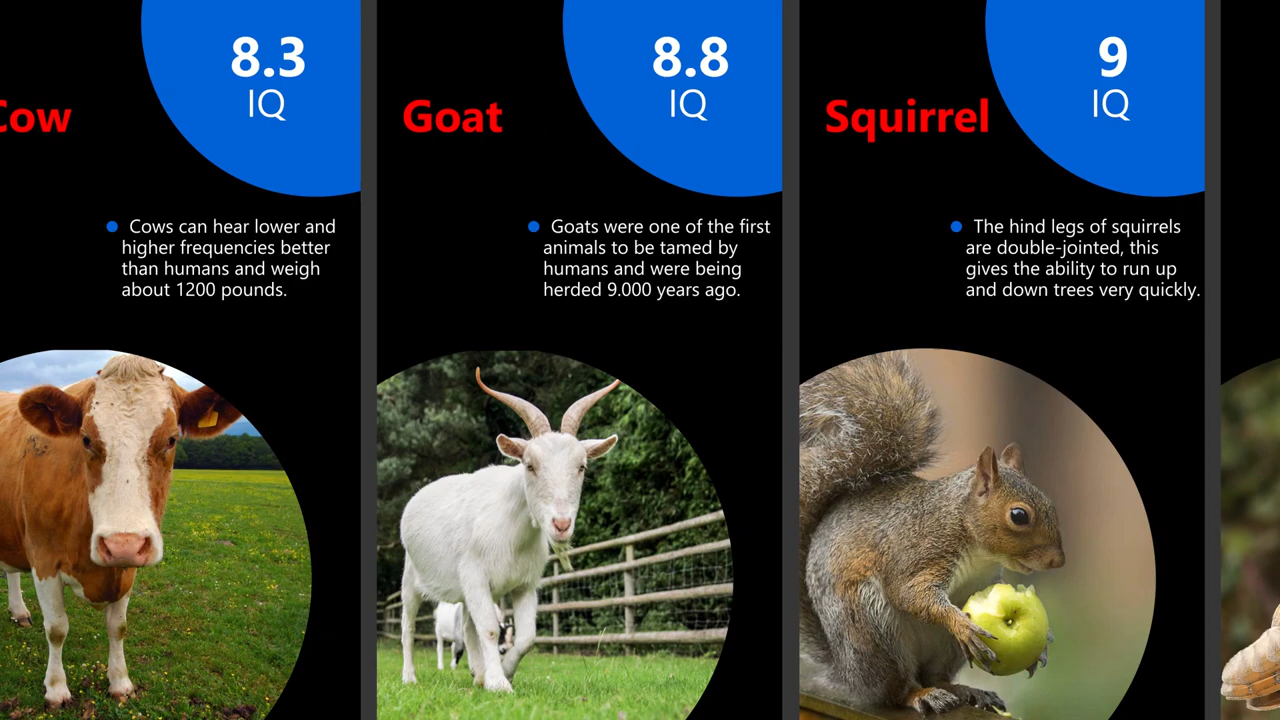 8.3
IQ
Cow
Cows can hear lower and
higher frequencies better
than humans and weigh
about 1200 pounds.
8.8
IQ
Goat
Goats were one of the first
animals to be tamed by
humans and were being
herded 9.000 years ago.
9
IQ
Squirrel
The hind legs of squirrels
are double-jointed, this
gives the ability to run up
and down trees very quickly.